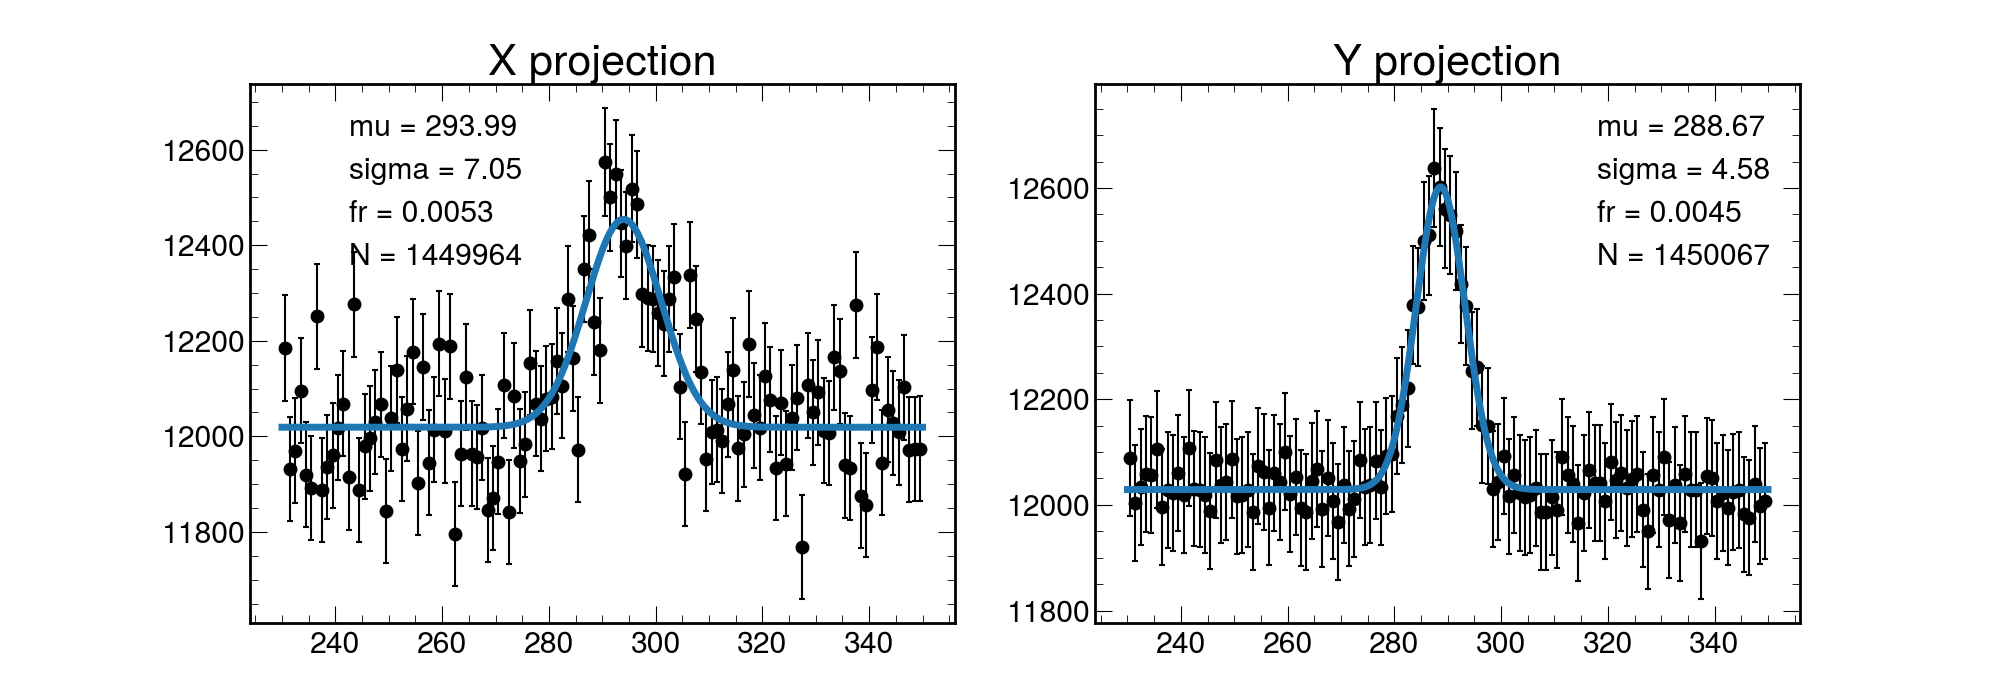 X projection
mu = 293.99
sigma = 7.05
fr = 0.0053
N = 1449964
12600
12400
12200
12000
11800
240 260 280 300 320 340
Y projection
mu = 288.67
sigma = 4.58
fr = 0.0045
N = 1450067
12600
12400
12200
12000
11800
240 260 280 300 320 340